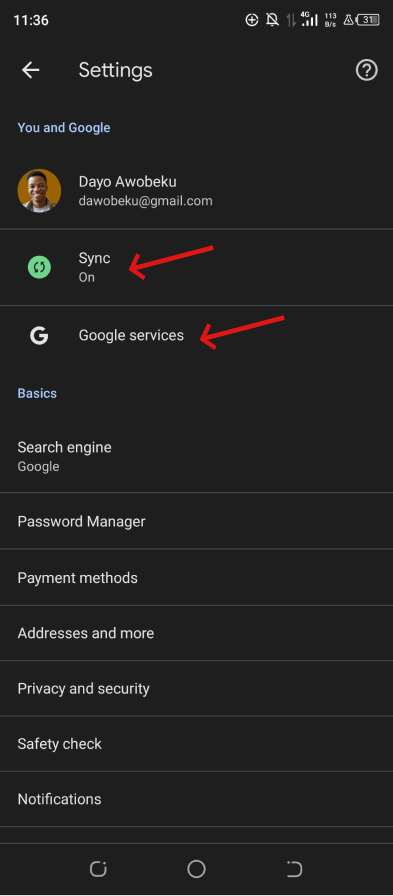 11:36
4G
113
B/s
31
Settings
You and Google
Dayo Awobeku
dawobeku@gmail.com
Sync
On
G
Google services
Basics
Search engine
Google
Password Manager
Payment methods
Addresses and more
Privacy and security
Safety check
Notifications